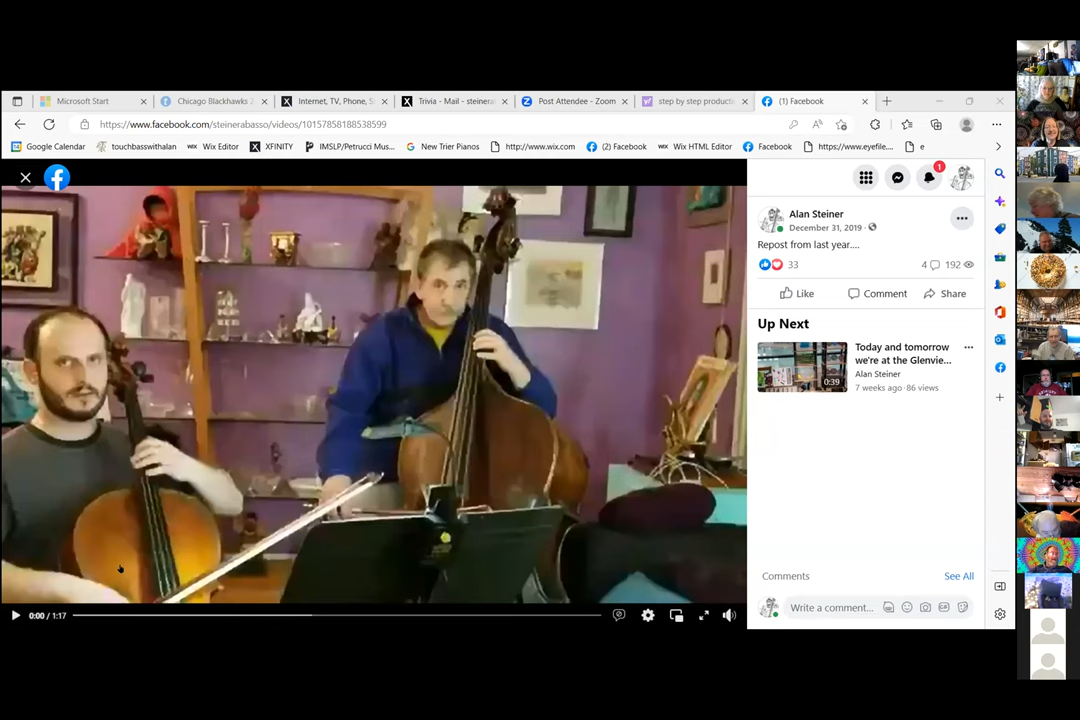 Microsoft Start
Chicago Blackhawks
Internet, TV, Phone, S
Trivia - Mail - steinera
Post Attendee - Zoom
step by step producti
(1) Facebook
https://www.facebook.com/steinerabasso/videos/10157858188538599
Google Calendar
touchbasswithalan
WIX Wix Editor
XFINITY
IMSLP/Petrucci Mus...
New Trier Pianos
http://www.wix.com
(2) Facebook
WIX Wix HTML Editor
Facebook
https://www.eyefile....
e
1
Alan Steiner
December 31, 2019 ·
Repost from last year....
33
4
192
Like
Comment
Share
Up Next
Today and tomorrow
we're at the Glenvie...
Alan Steiner
7 weeks ago · 86 views
0:39
Comments
See All
Write a comment...
0:00 / 1:17